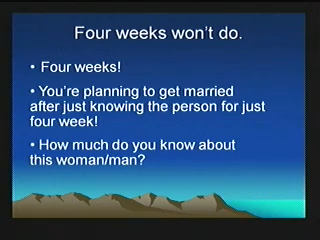 Four weeks won't do.
• Four weeks!
• You're planning to get married
after just knowing the person for just
four week!
• How much do you know about
this woman/man?